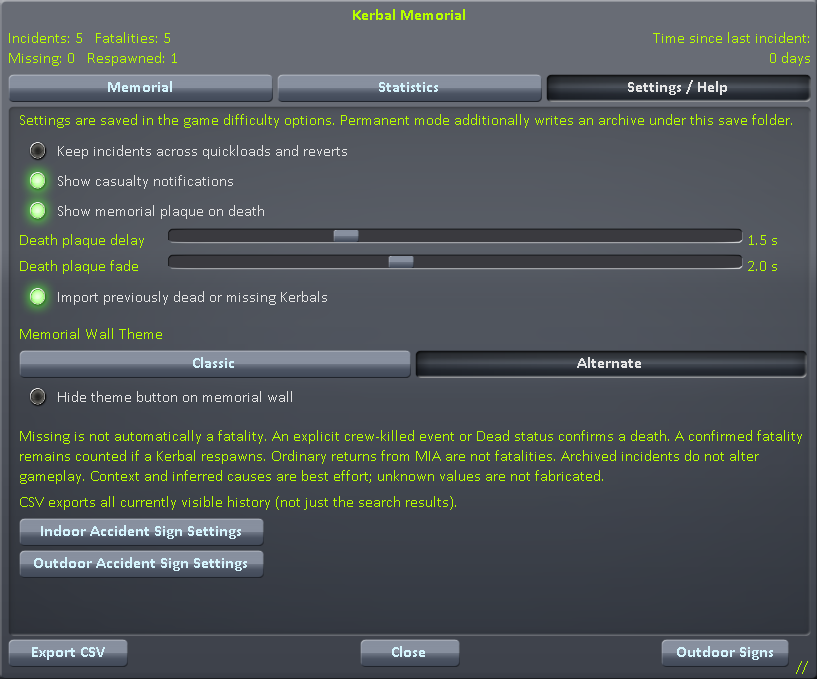 Kerbal Memorial
Incidents: 5 Fatalities: 5
Time since last incident:
Missing: 0 Respawned: 1
0 days
Memorial
Statistics
Settings / Help
Settings are saved in the game difficulty options. Permanent mode additionally writes an archive under this save folder.
Keep incidents across quickloads and reverts
Show casualty notifications
Show memorial plaque on death
Death plaque delay
1.5 s
Death plaque fade
2.0 s
Import previously dead or missing Kerbals
Memorial Wall Theme
Classic
Alternate
Hide theme button on memorial wall
Missing is not automatically a fatality. An explicit crew-killed event or Dead status confirms a death. A confirmed fatality
remains counted if a Kerbal respawns. Ordinary returns from MIA are not fatalities. Archived incidents do not alter
gameplay. Context and inferred causes are best effort; unknown values are not fabricated.
CSV exports all currently visible history (not just the search results).
Indoor Accident Sign Settings
Outdoor Accident Sign Settings
Export CSV
Close
Outdoor Signs
//